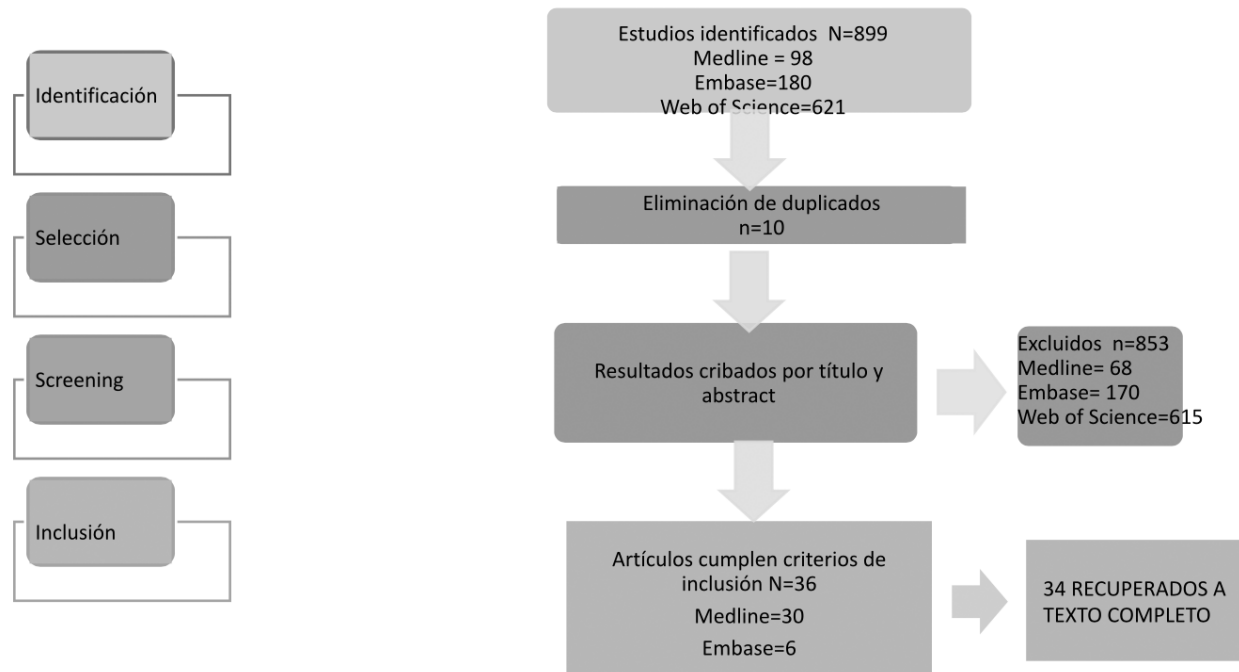 Identificación
Selección
Screening
Inclusión
Estudios identificados N=899
Medline = 98
Embase=180
Web of Science=621
Eliminación de duplicados
n=10
Resultados cribados por título y
abstract
Excluidos n=853
Medline= 68
Embase= 170
Web of Science=615
Artículos cumplen criterios de
inclusión N=36
Medline=30
Embase=6
34 RECUPERADOS A
TEXTO COMPLETO